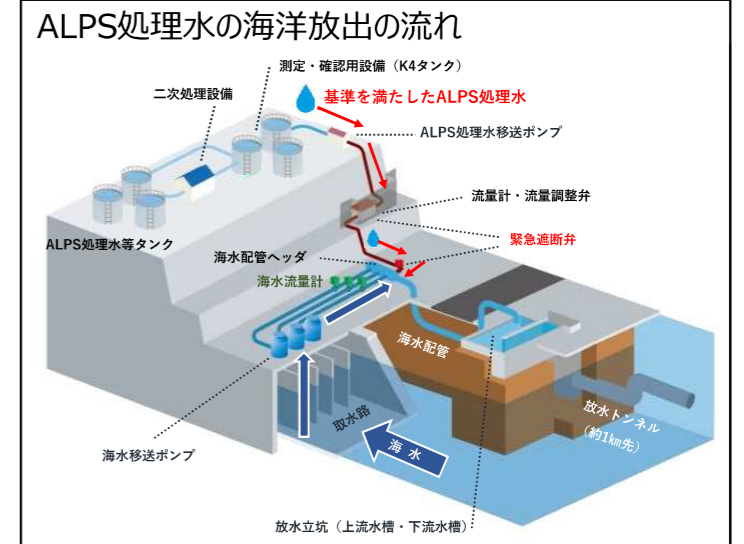 ALPS処理水の海洋放出の流れ
測定・確認用設備（K4タンク）
二次処理設備
基準を満たしたALPS処理水
ALPS処理水移送ポンプ
流量計・流量調整弁
ALPS処理水等タンク
緊急遮断弁
海水配管ヘッダ
海水流量計
海水配管
取水路
放水トンネル
（約1㎞先）
海水
海水移送ポンプ
放水立坑（上流水槽・下流水槽）